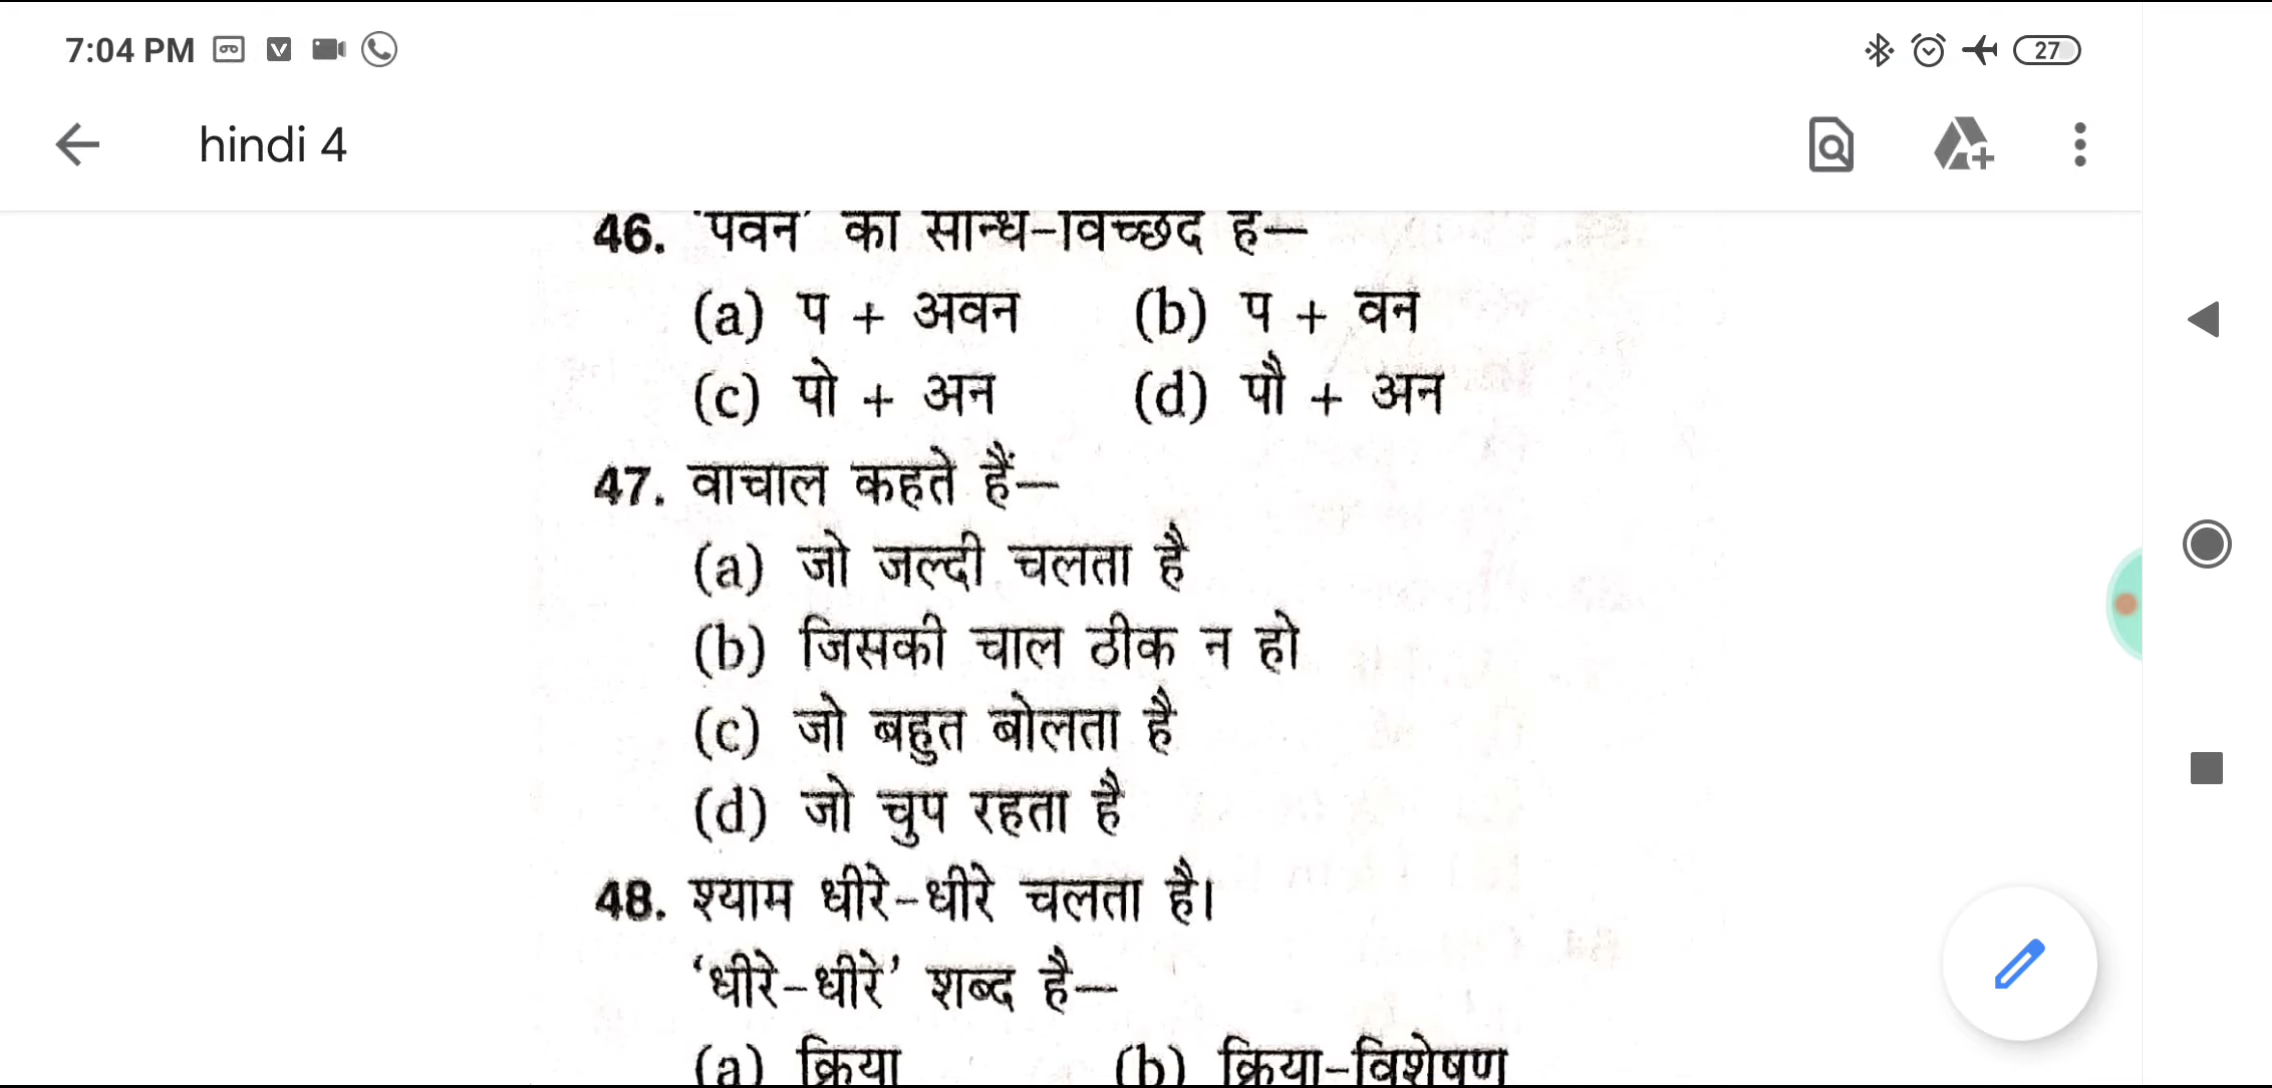 7:04 PM
27
hindi 4
46. 'पवन' का सन्धि-विच्छेद है—
(a) प + अवन (b) प + वन
(c) पो + अन (d) पौ + अन
47. वाचाल कहते हैं—
(a) जो जल्दी चलता है
(b) जिसकी चाल ठीक न हो
(c) जो बहुत बोलता है
(d) जो चुप रहता है
48. श्याम धीरे-धीरे चलता है।
'धीरे-धीरे' शब्द है—
(a) क्रिया (b) क्रिया-विशेषण